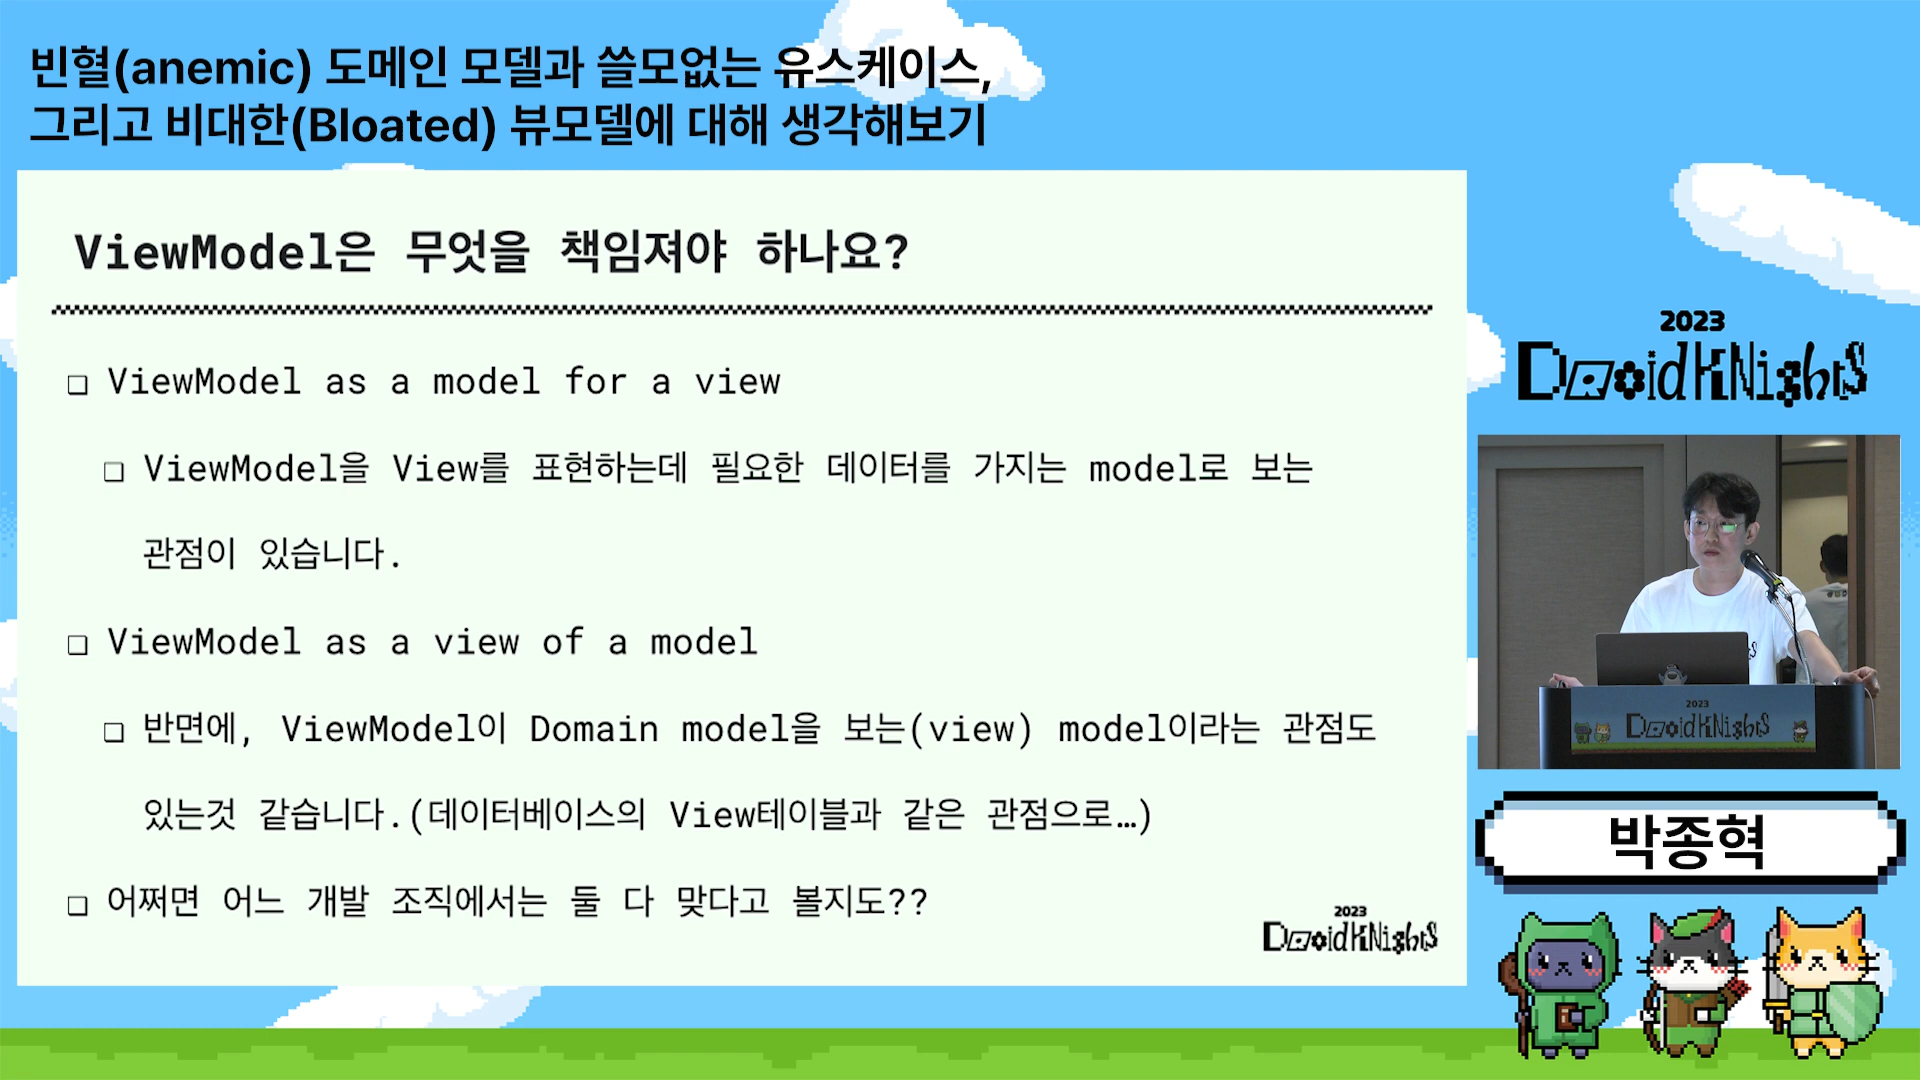 빈혈(anemic) 도메인 모델과 쓸모없는 유스케이스,
그리고 비대한(Bloated) 뷰모델에 대해 생각해보기
ViewModel은 무엇을 책임져야 하나요?
❏ ViewModel as a model for a view
❏ ViewModel을 View를 표현하는데 필요한 데이터를 가지는 model로 보는
관점이 있습니다.
❏ ViewModel as a view of a model
❏ 반면에, ViewModel이 Domain model을 보는(view) model이라는 관점도
있는것 같습니다.(데이터베이스의 View테이블과 같은 관점으로…)
❏ 어쩌면 어느 개발 조직에서는 둘 다 맞다고 볼지도??
2023
DRoidKNights
2023
DRoidKNights
2023
DRoidKNights
박종혁